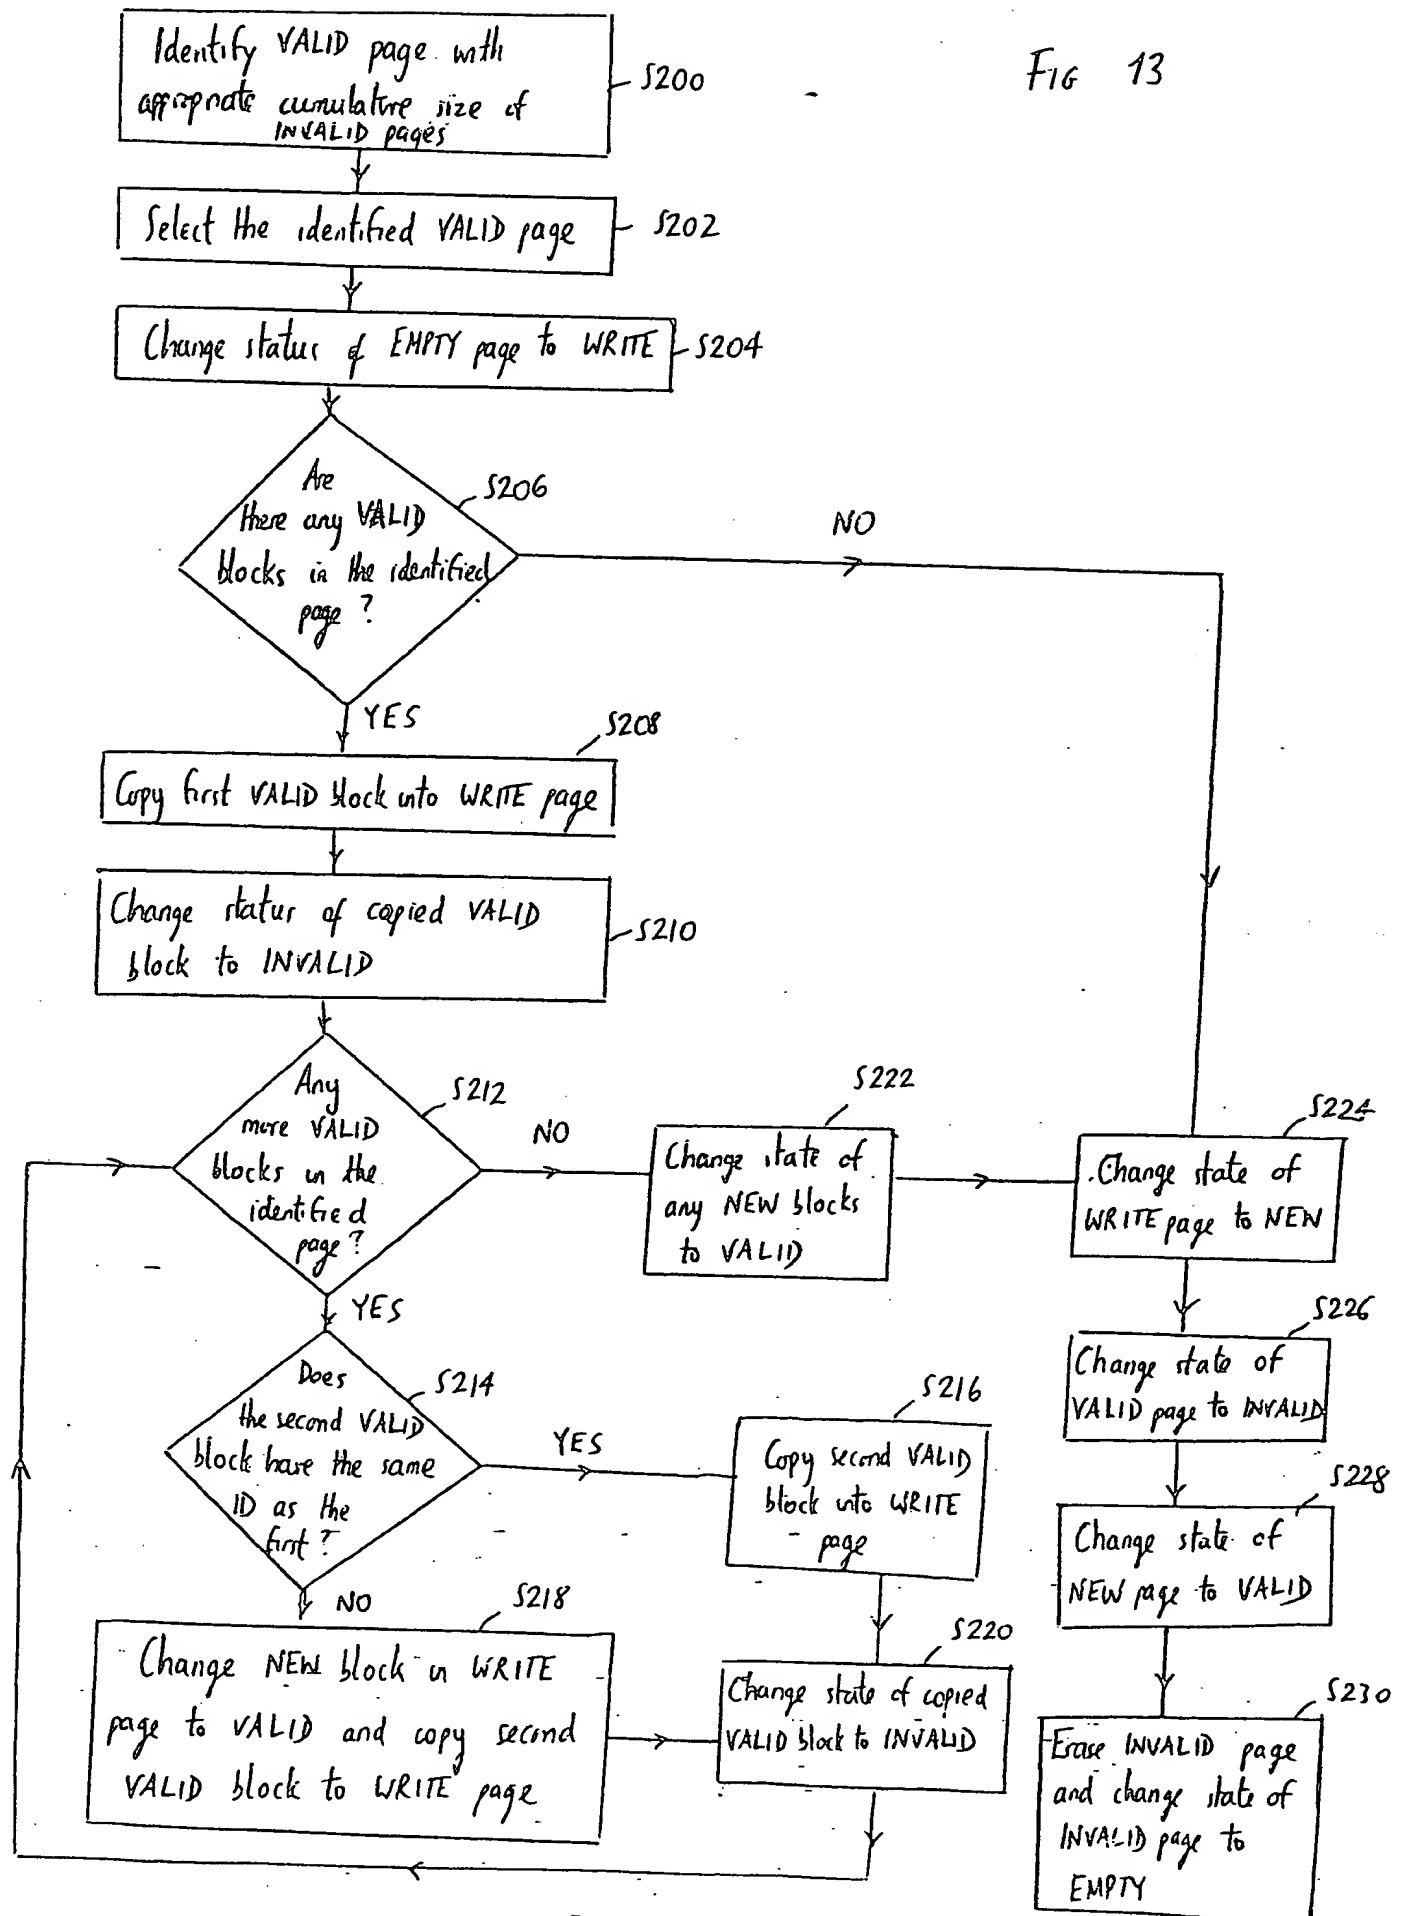 FIG 13
Identify VALID page with
appropriate cumulative size of
INVALID pages
S200
Select the identified VALID page
S202
Change status of EMPTY page to WRITE
S204
Are
there any VALID
blocks in the identified
page ?
S206
NO
YES
S208
Copy first VALID block into WRITE page
Change status of copied VALID
block to INVALID
S210
Any
more VALID
blocks in the
identified
page ?
S212
NO
S222
Change state of
any NEW blocks
to VALID
S224
Change state of
WRITE page to NEW
YES
S226
Change state of
VALID page to INVALID
Does
the second VALID
block have the same
ID as the
first ?
S214
YES
S216
Copy second VALID
block into WRITE
page
S228
Change state of
NEW page to VALID
NO
S218
Change NEW block in WRITE
page to VALID and copy second
VALID block to WRITE page
S220
Change state of copied
VALID block to INVALID
S230
Erase INVALID page
and change state of
INVALID page to
EMPTY